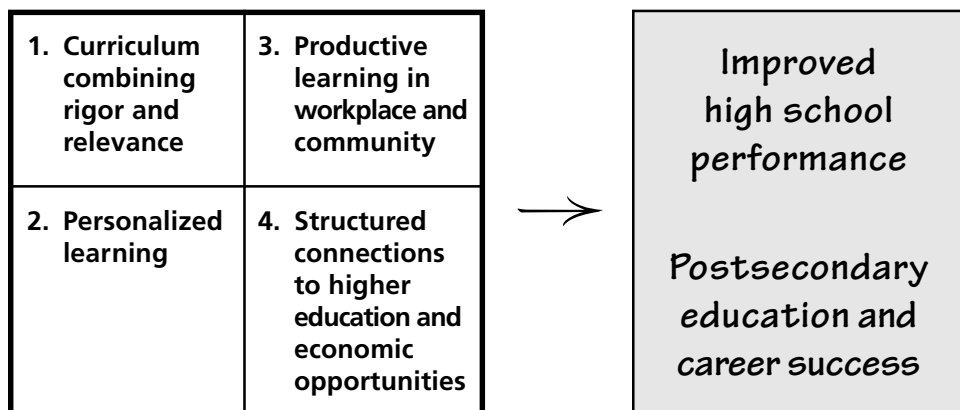 1. Curriculum
combining
rigor and
relevance
2. Personalized
learning
3. Productive
learning in
workplace and
community
4. Structured
connections
to higher
education and
economic
opportunities
Improved
high school
performance
Postsecondary
education and
career success